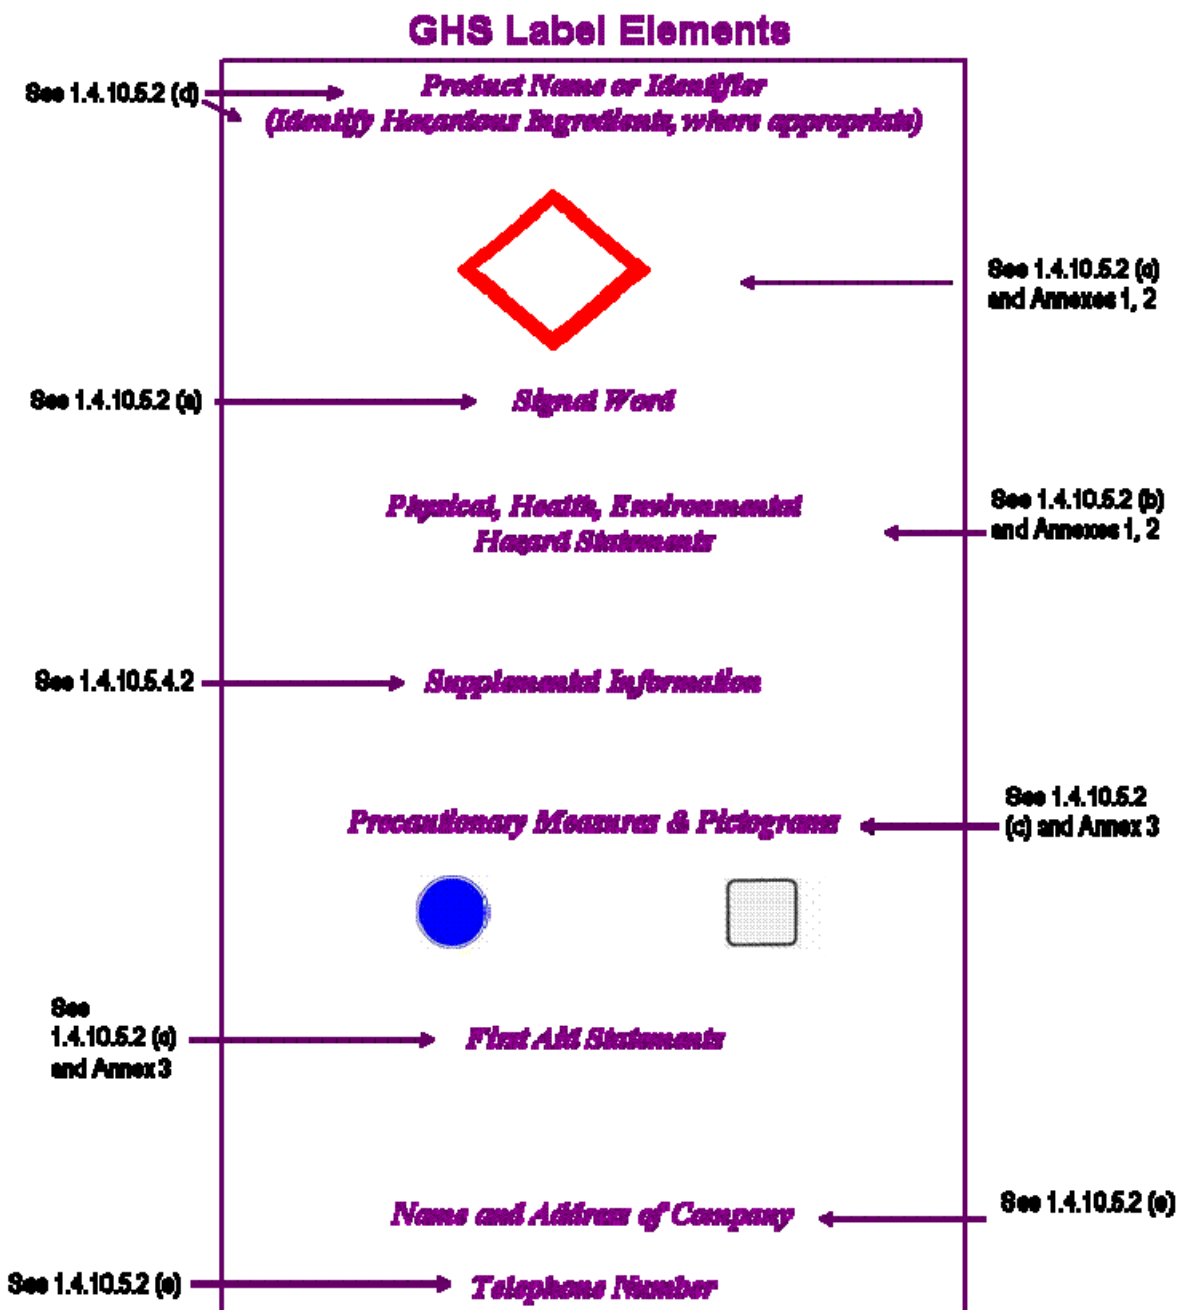 GHS Label Elements
See 1.4.10.5.2 (d)
Product Name or Identifier
(Identify Hazardous Ingredients, where appropriate)
See 1.4.10.5.2 (c)
and Annexes 1, 2
See 1.4.10.5.2 (a)
Signal Word
Physical, Health, Environmental
Hazard Statements
See 1.4.10.5.2 (b)
and Annexes 1, 2
See 1.4.10.5.4.2
Supplemental Information
Precautionary Measures & Pictograms
See 1.4.10.5.2
(c) and Annex 3
See
1.4.10.5.2 (c)
and Annex 3
First Aid Statements
Name and Address of Company
See 1.4.10.5.2 (e)
See 1.4.10.5.2 (e)
Telephone Number